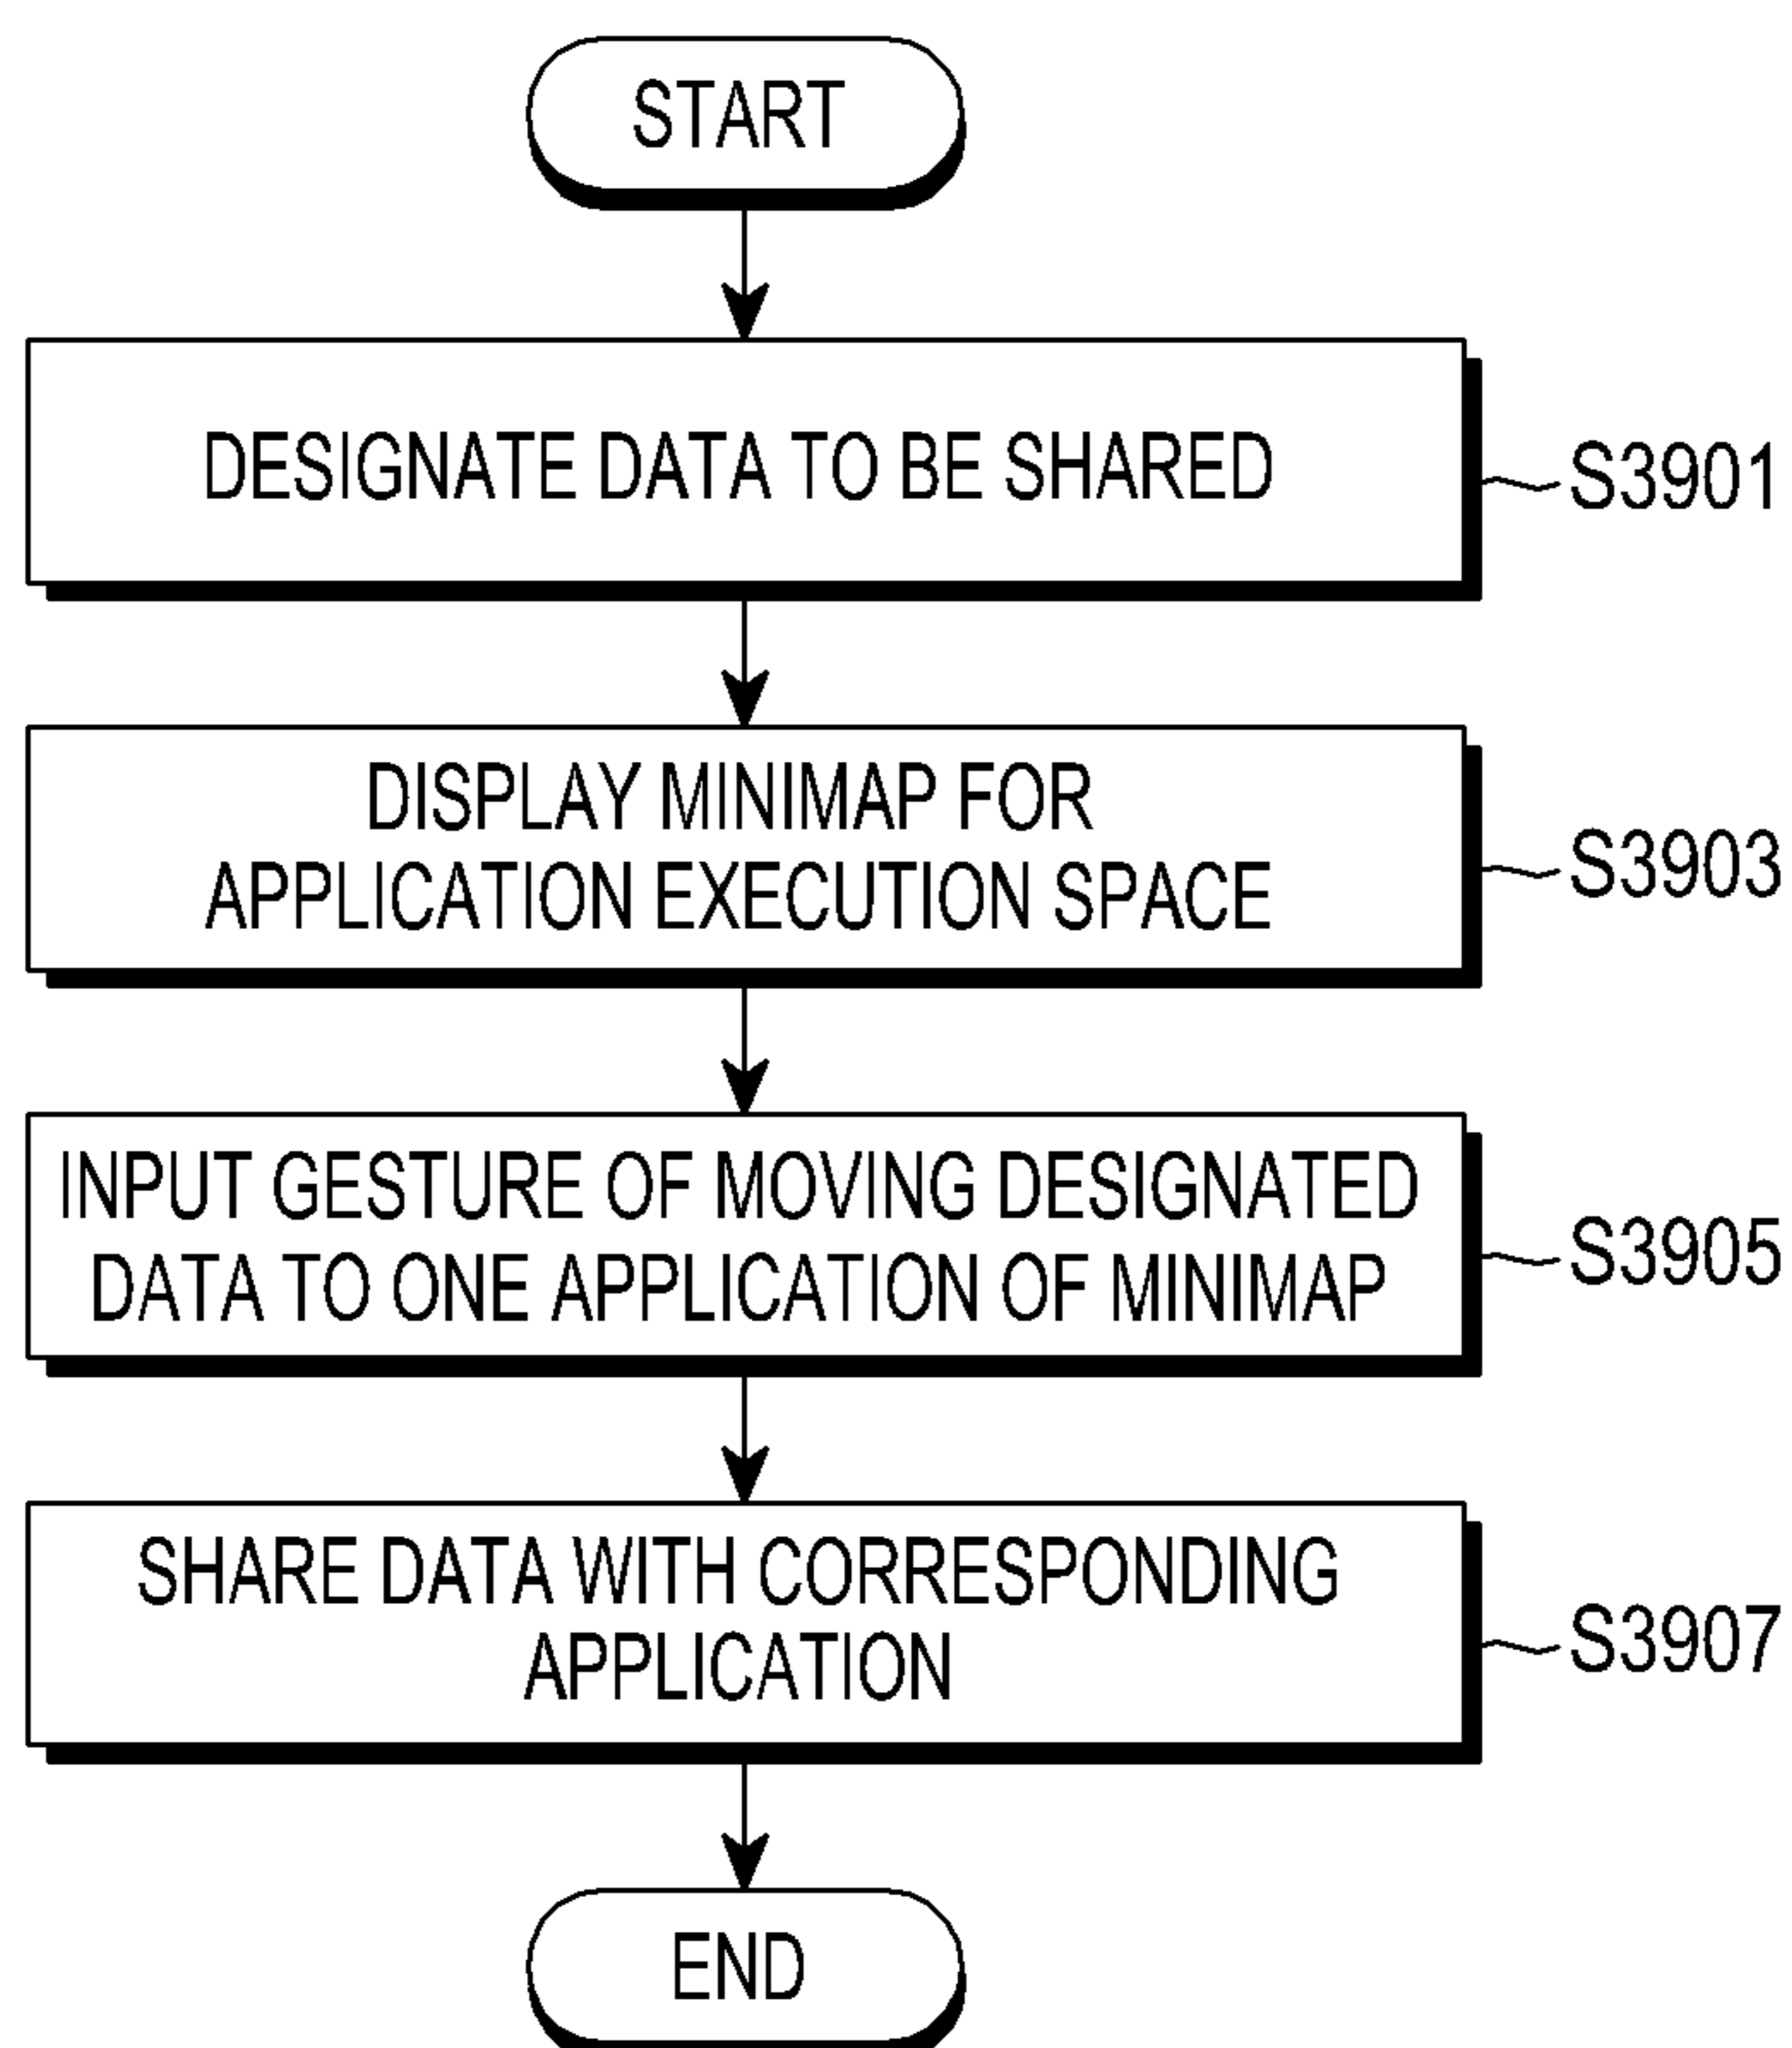 START
DESIGNATE DATA TO BE SHARED
S3901
DISPLAY MINIMAP FOR
APPLICATION EXECUTION SPACE
S3903
INPUT GESTURE OF MOVING DESIGNATED
DATA TO ONE APPLICATION OF MINIMAP
S3905
SHARE DATA WITH CORRESPONDING
APPLICATION
S3907
END